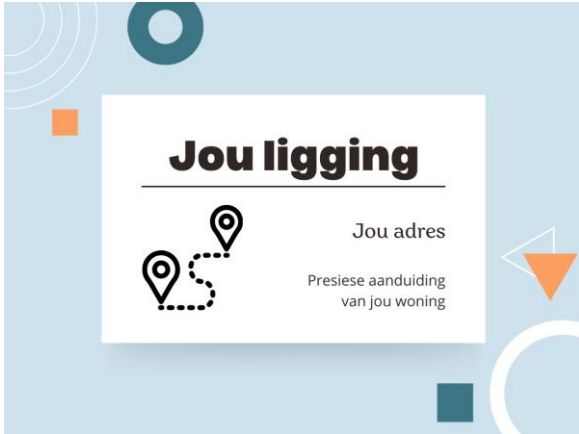 Jou ligging
Jou adres
Presiese aanduiding
van jou woning